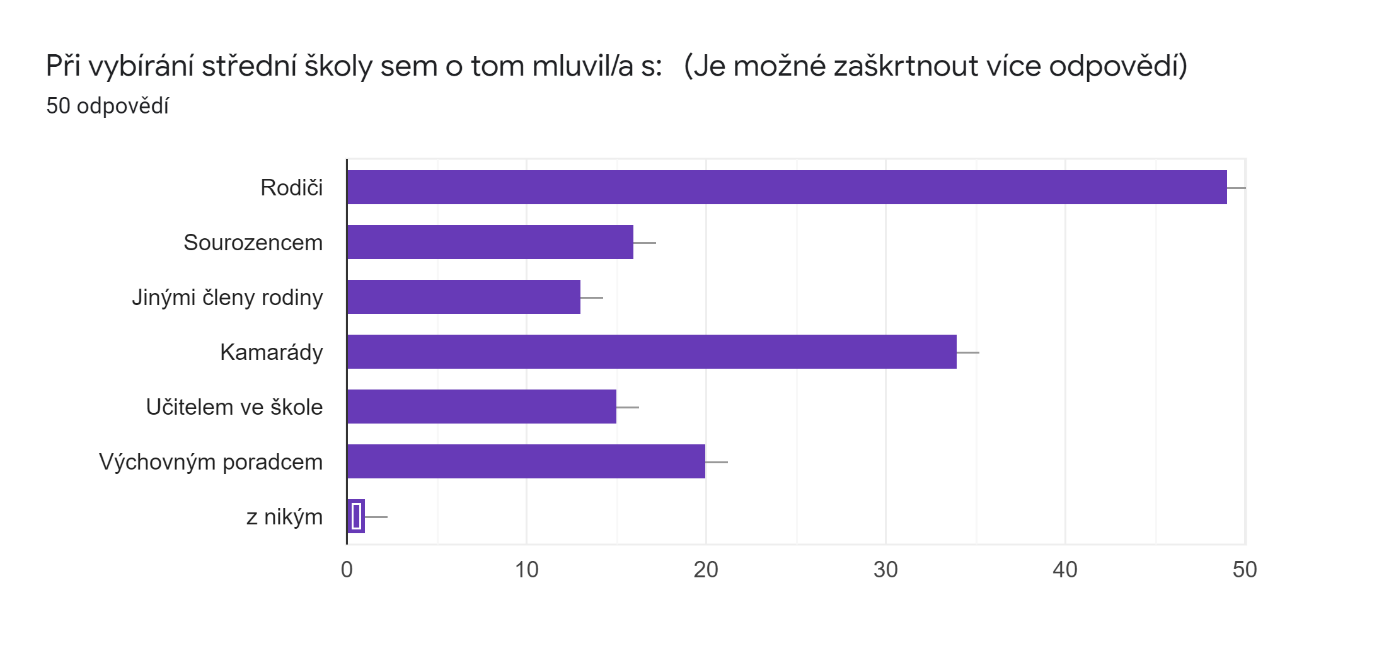 Při vybírání střední školy sem o tom mluvil/a s:   (Je možné zaškrtnout více odpovědí)
50 odpovědí
Rodiči
Sourozencem
Jinými členy rodiny
Kamarády
Učitelem ve škole
Výchovným poradcem
z nikým
0 10 20 30 40 50